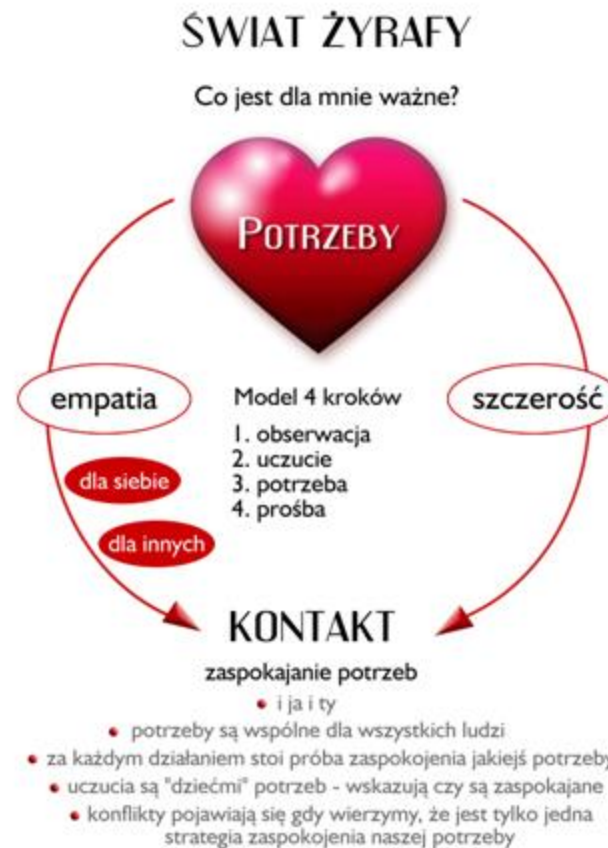 ŚWIAT ŻYRAFY
Co jest dla mnie ważne?
POTRZEBY
empatia
Model 4 kroków
szczerość
1. obserwacja
2. uczucie
3. potrzeba
4. prośba
dla siebie
dla innych
KONTAKT
zaspokajanie potrzeb
• i ja i ty
• potrzeby są wspólne dla wszystkich ludzi
• za każdym działaniem stoi próba zaspokojenia jakiejś potrzeby
• uczucia są "dziećmi" potrzeb - wskazują czy są zaspokajane
• konflikty pojawiają się gdy wierzymy, że jest tylko jedna
strategia zaspokojenia naszej potrzeby